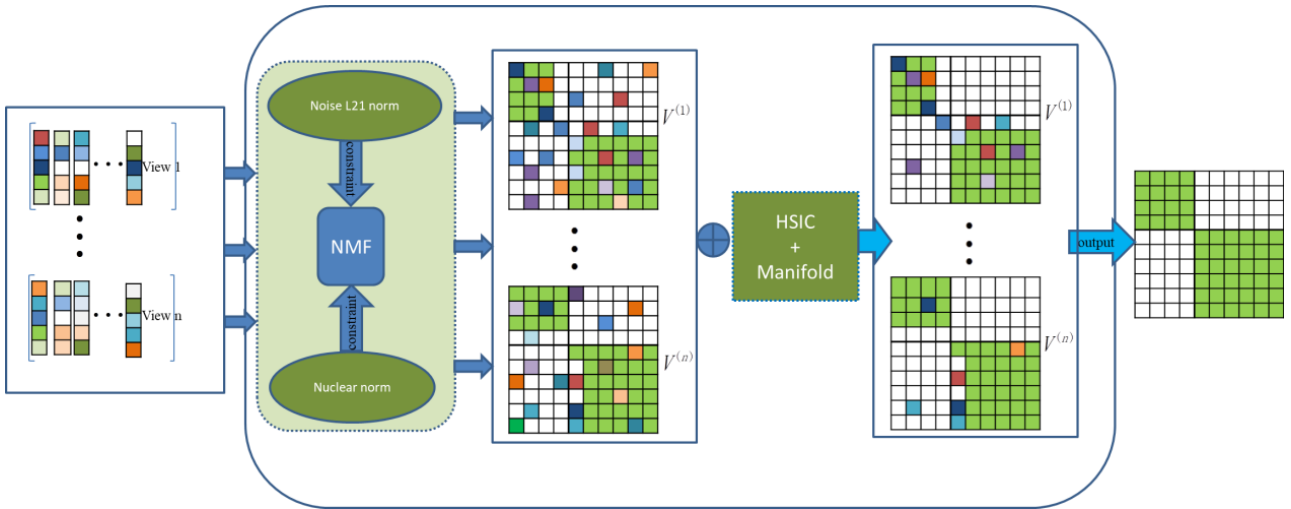 View 1
View n
Noise L21 norm
constraint
NMF
constraint
Nuclear norm
V^{(1)}
V^{(n)}
HSIC
+
Manifold
V^{(1)}
V^{(n)}
output